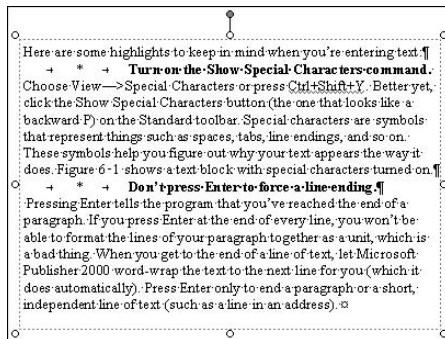 Here are some highlights to keep in mind when you're entering text:¶
→ * → Turn on the Show Special Characters command.
Choose View—>Special Characters or press Ctrl+Shift+Y. Better yet,
click the Show Special Characters button (the one that looks like a
backward P) on the Standard toolbar. Special characters are symbols
that represent things such as spaces, tabs, line endings, and so on.
These symbols help you figure out why your text appears the way it
does. Figure 6-1 shows a text block with special characters turned on.¶
→ * → Don't press Enter to force a line ending.¶
Pressing Enter tells the program that you've reached the end of a
paragraph. If you press Enter at the end of every line, you won't be
able to format the lines of your paragraph together as a unit, which is
a bad thing. When you get to the end of a line of text, let Microsoft
Publisher 2000 word-wrap the text to the next line for you (which it
does automatically). Press Enter only to end a paragraph or a short,
independent line of text (such as a line in an address).¤